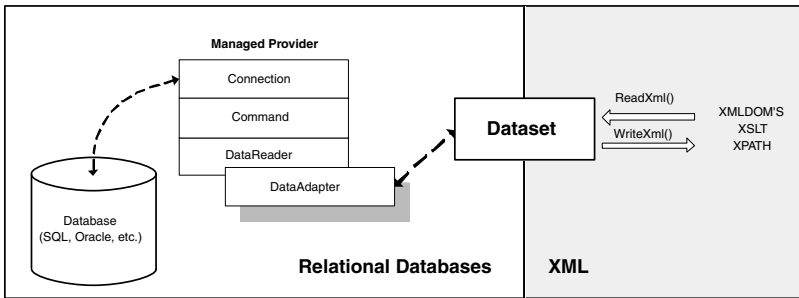 Managed Provider
Connection
Command
DataReader
DataAdapter
Database
(SQL, Oracle, etc.)
Dataset
ReadXml()
WriteXml()
XMLDOM'S
XSLT
XPATH
Relational Databases
XML